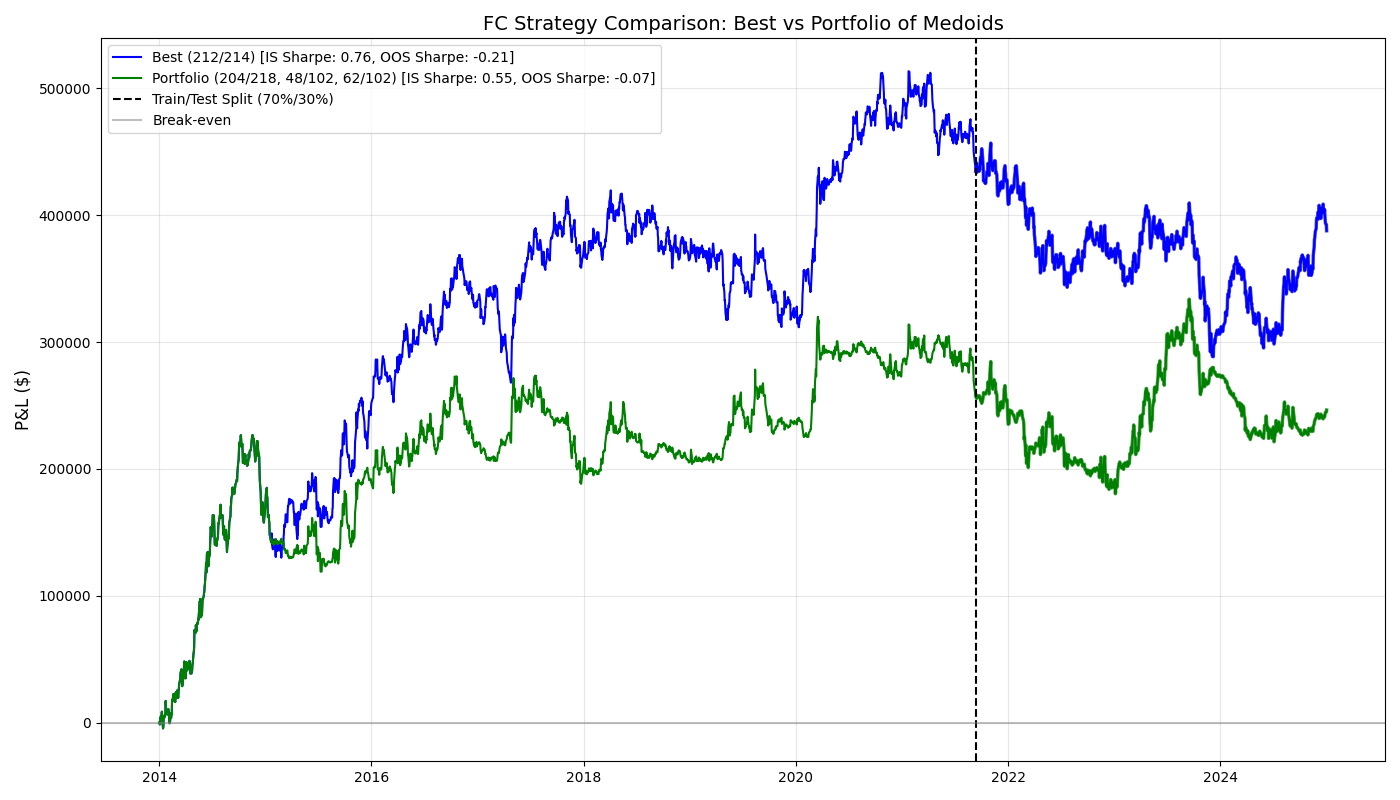 FC Strategy Comparison: Best vs Portfolio of Medoids
Best (212/214) [IS Sharpe: 0.76, OOS Sharpe: -0.21]
Portfolio (204/218, 48/102, 62/102) [IS Sharpe: 0.55, OOS Sharpe: -0.07]
Train/Test Split (70%/30%)
Break-even
P&L ($)
500000
400000
300000
200000
100000
0
2014
2016
2018
2020
2022
2024